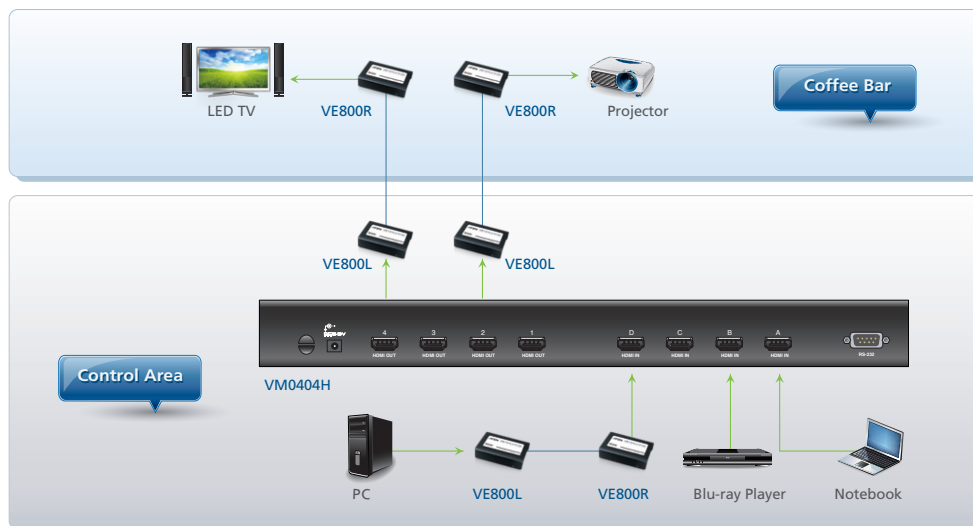 Coffee Bar
LED TV
VE800R
VE800R
Projector
VE800L
VE800L
4
3
2
1
D
C
B
A
HDMI OUT
HDMI OUT
HDMI OUT
HDMI OUT
HDMI IN
HDMI IN
HDMI IN
HDMI IN
RS-232
Control Area
VM0404H
PC
VE800L
VE800R
Blu-ray Player
Notebook